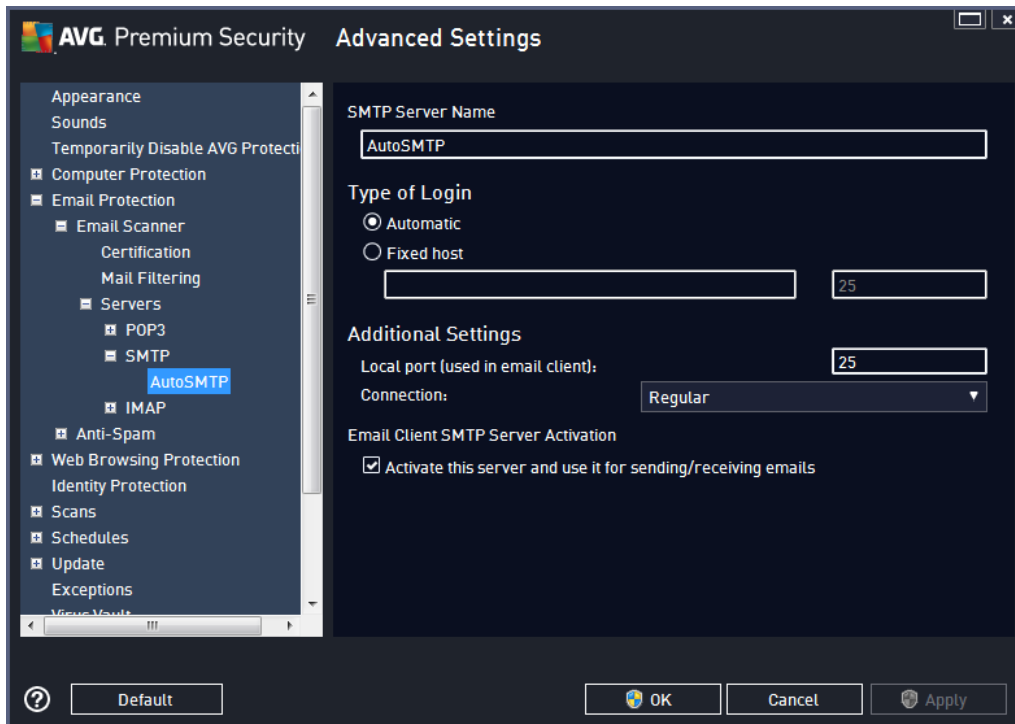 AVG. Premium Security Advanced Settings
Appearance
Sounds
Temporarily Disable AVG Protecti
Computer Protection
Email Protection
Email Scanner
Certification
Mail Filtering
Servers
POP3
SMTP
AutoSMTP
IMAP
Anti-Spam
Web Browsing Protection
Identity Protection
Scans
Schedules
Update
Exceptions
Virus Vault
SMTP Server Name
AutoSMTP
Type of Login
Automatic
Fixed host
25
Additional Settings
Local port (used in email client): 25
Connection: Regular
Email Client SMTP Server Activation
Activate this server and use it for sending/receiving emails
Default OK Cancel Apply